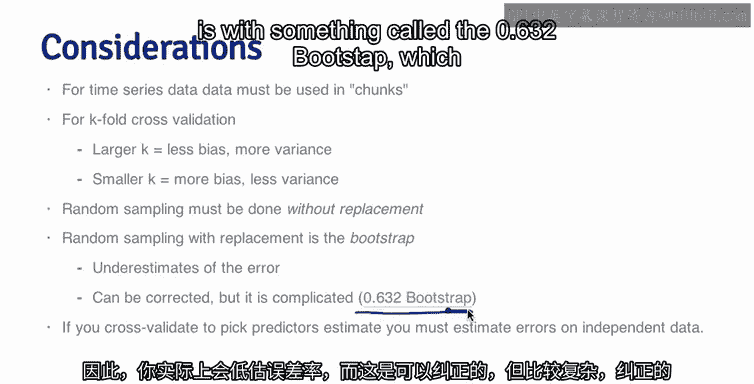 is with something called the 0.632
Bootstap, which
Considerations
· For time series data data must be used in "chunks"
· For k-fold cross validation
- Larger k = less bias, more variance
- Smaller k = more bias, less variance
· Random sampling must be done without replacement
· Random sampling with replacement is the bootstrap
- Underestimates of the error
- Can be corrected, but it is complicated (0.632 Bootstrap)
· If you cross-validate to pick predictors estimate you must estimate errors on independent data.
因此，你实际上会低估误差率，而这是可以纠正的，但比较复杂，纠正的